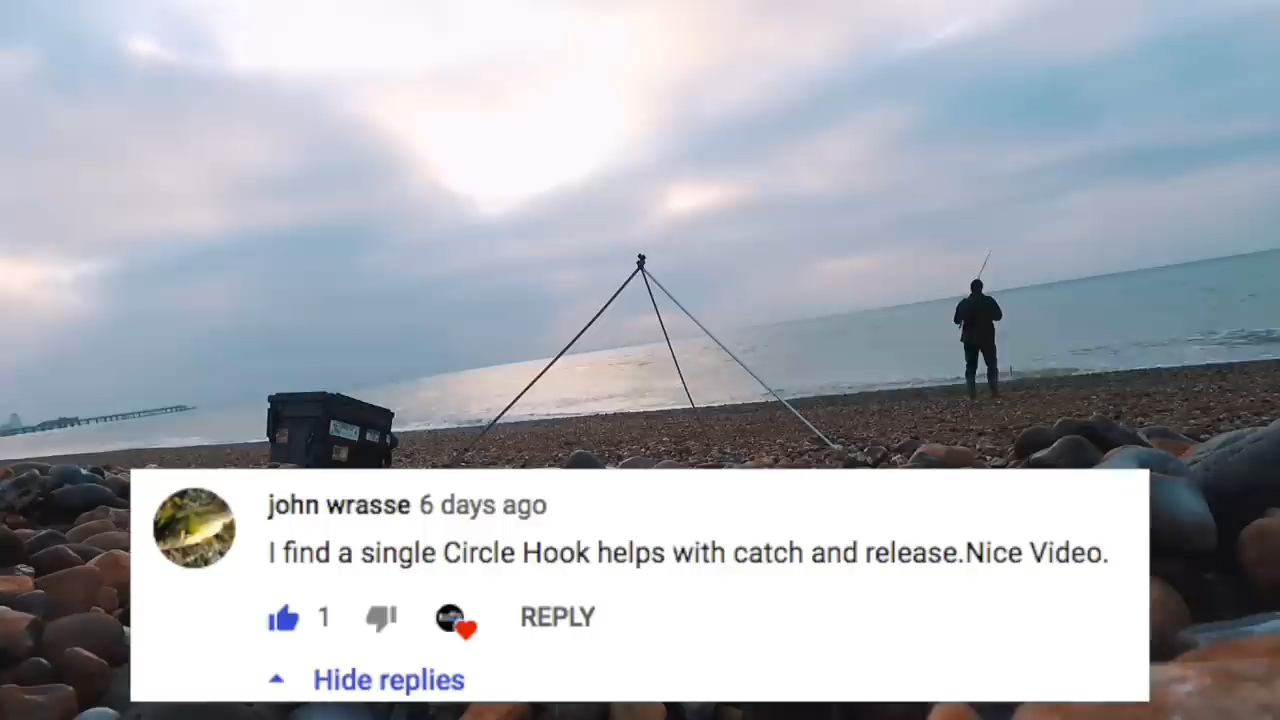 john wrasse 6 days ago
I find a single Circle Hook helps with catch and release.Nice Video.
1
REPLY
Hide replies